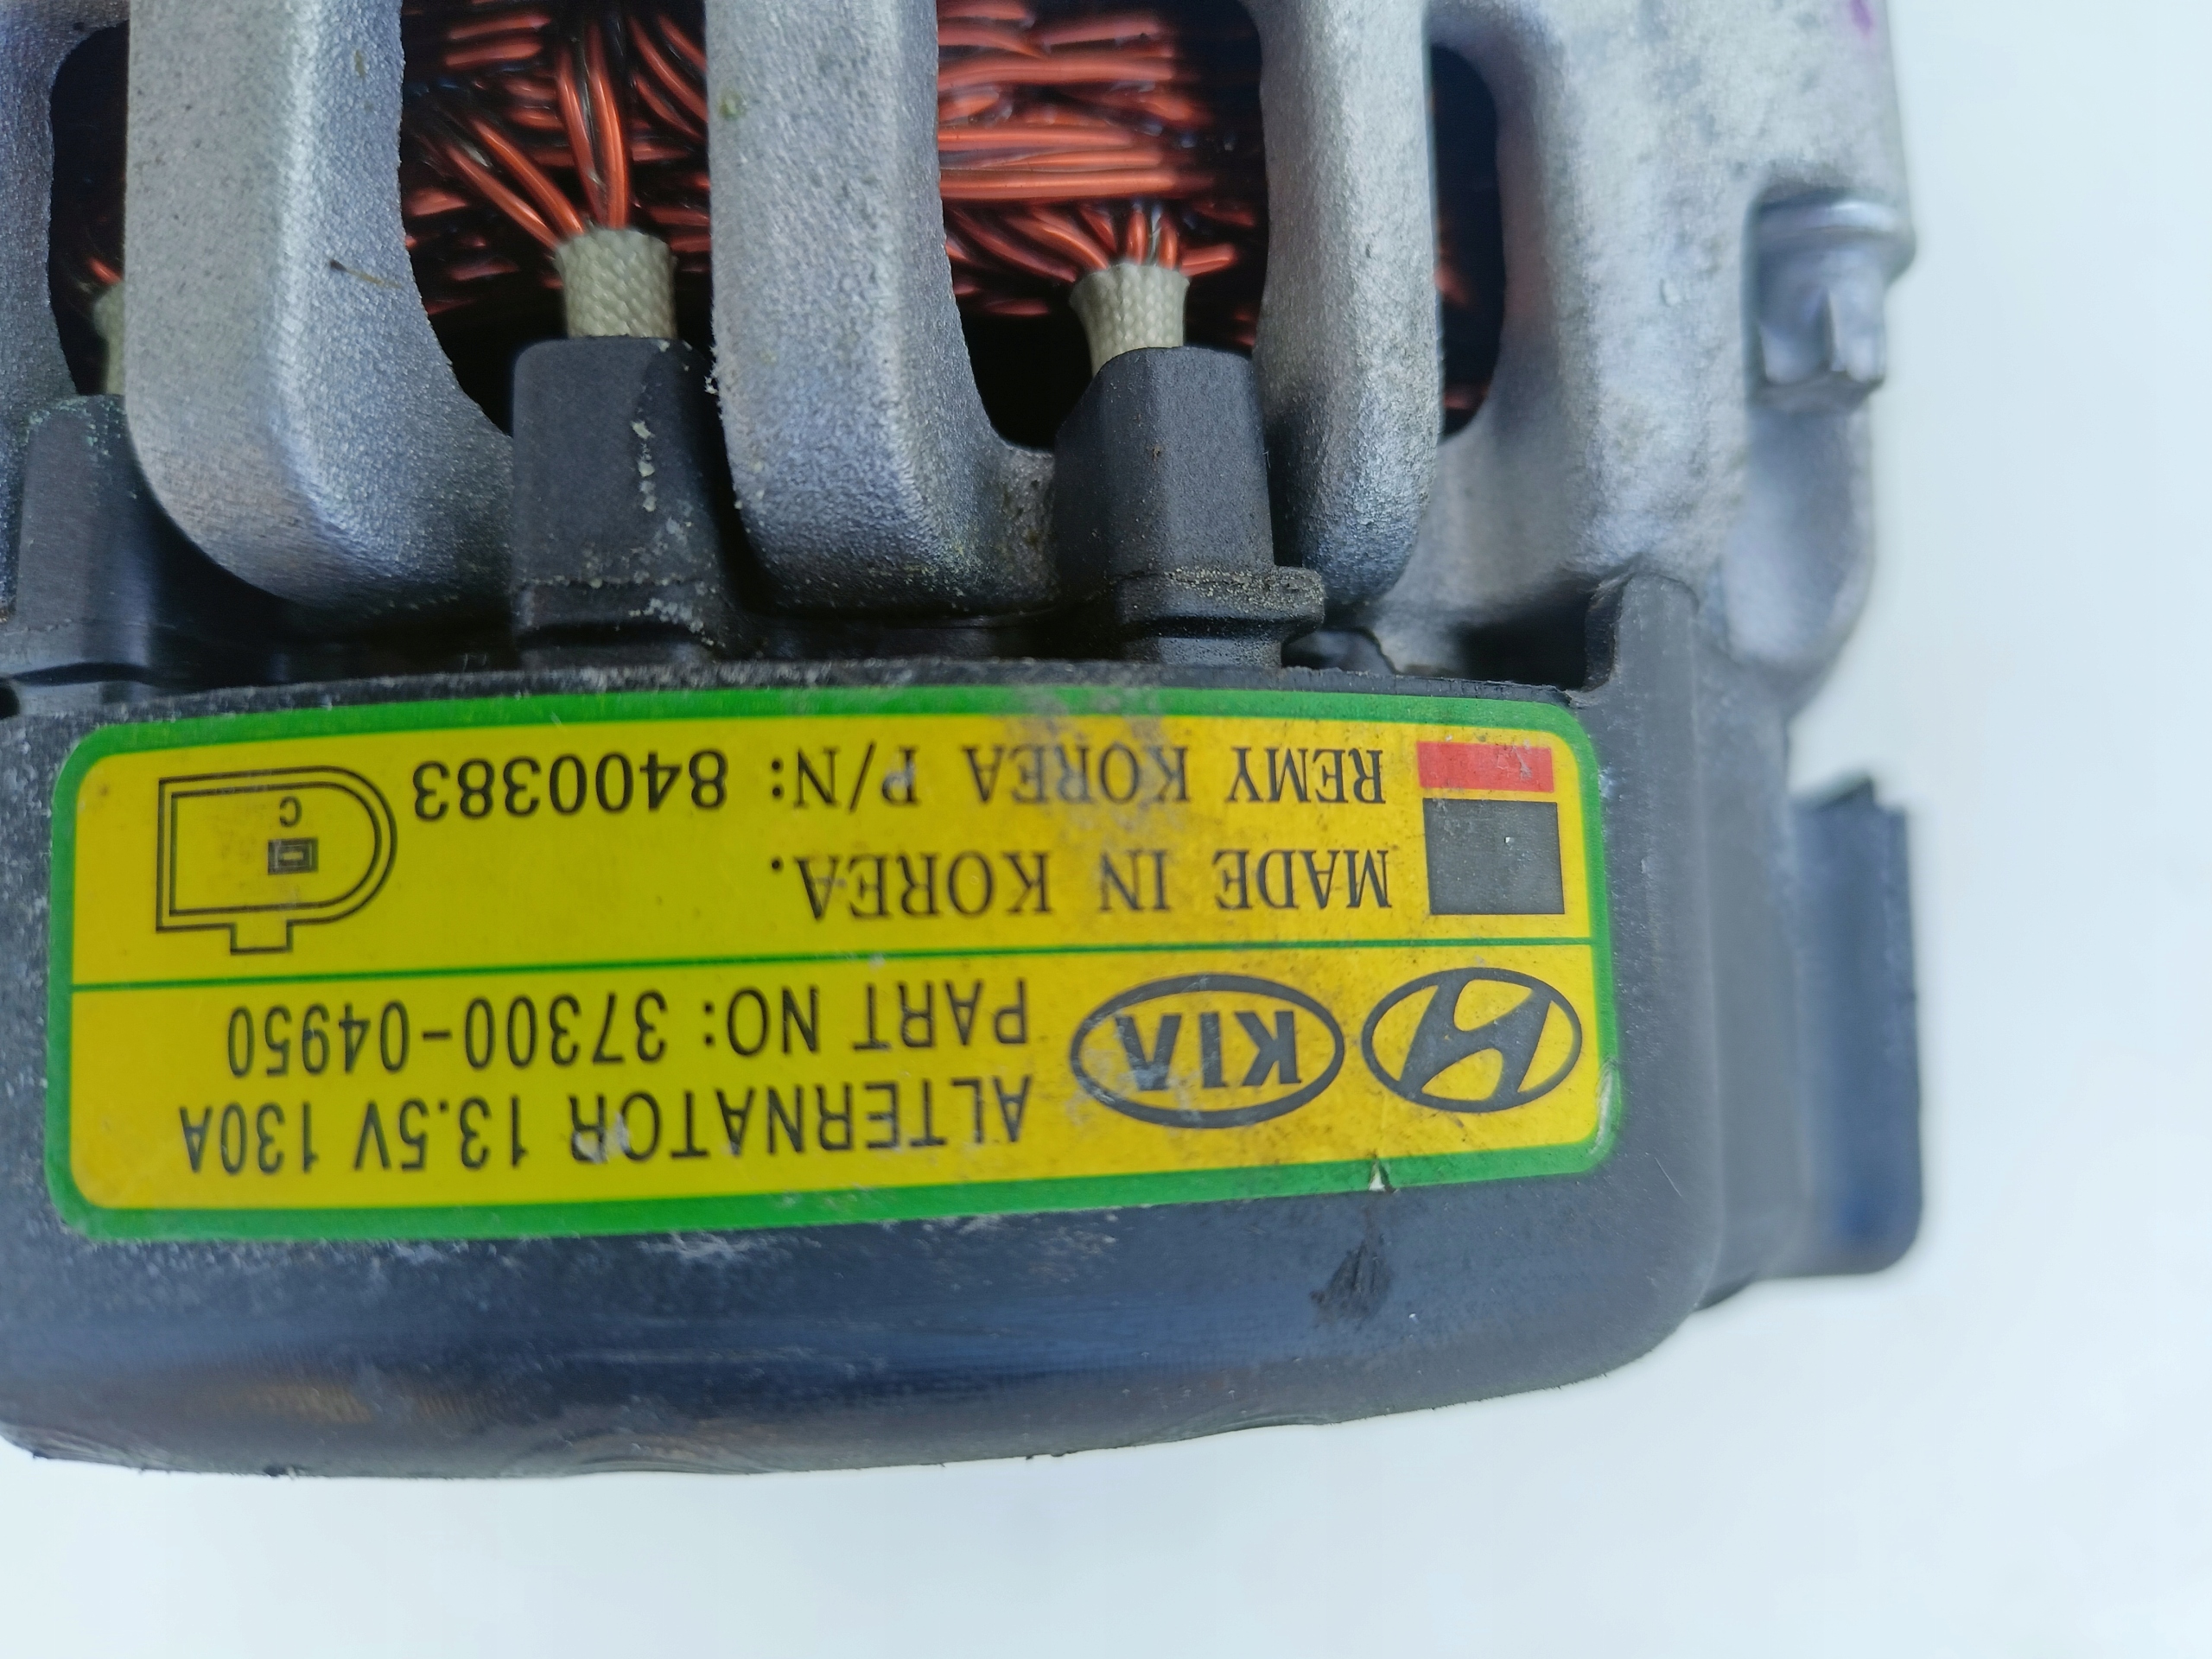 ALTERNATOR 13.5V 130A
PART NO: 37300-04950
KIA
MADE IN KOREA.
REMY KOREA P/N: 8400383
C